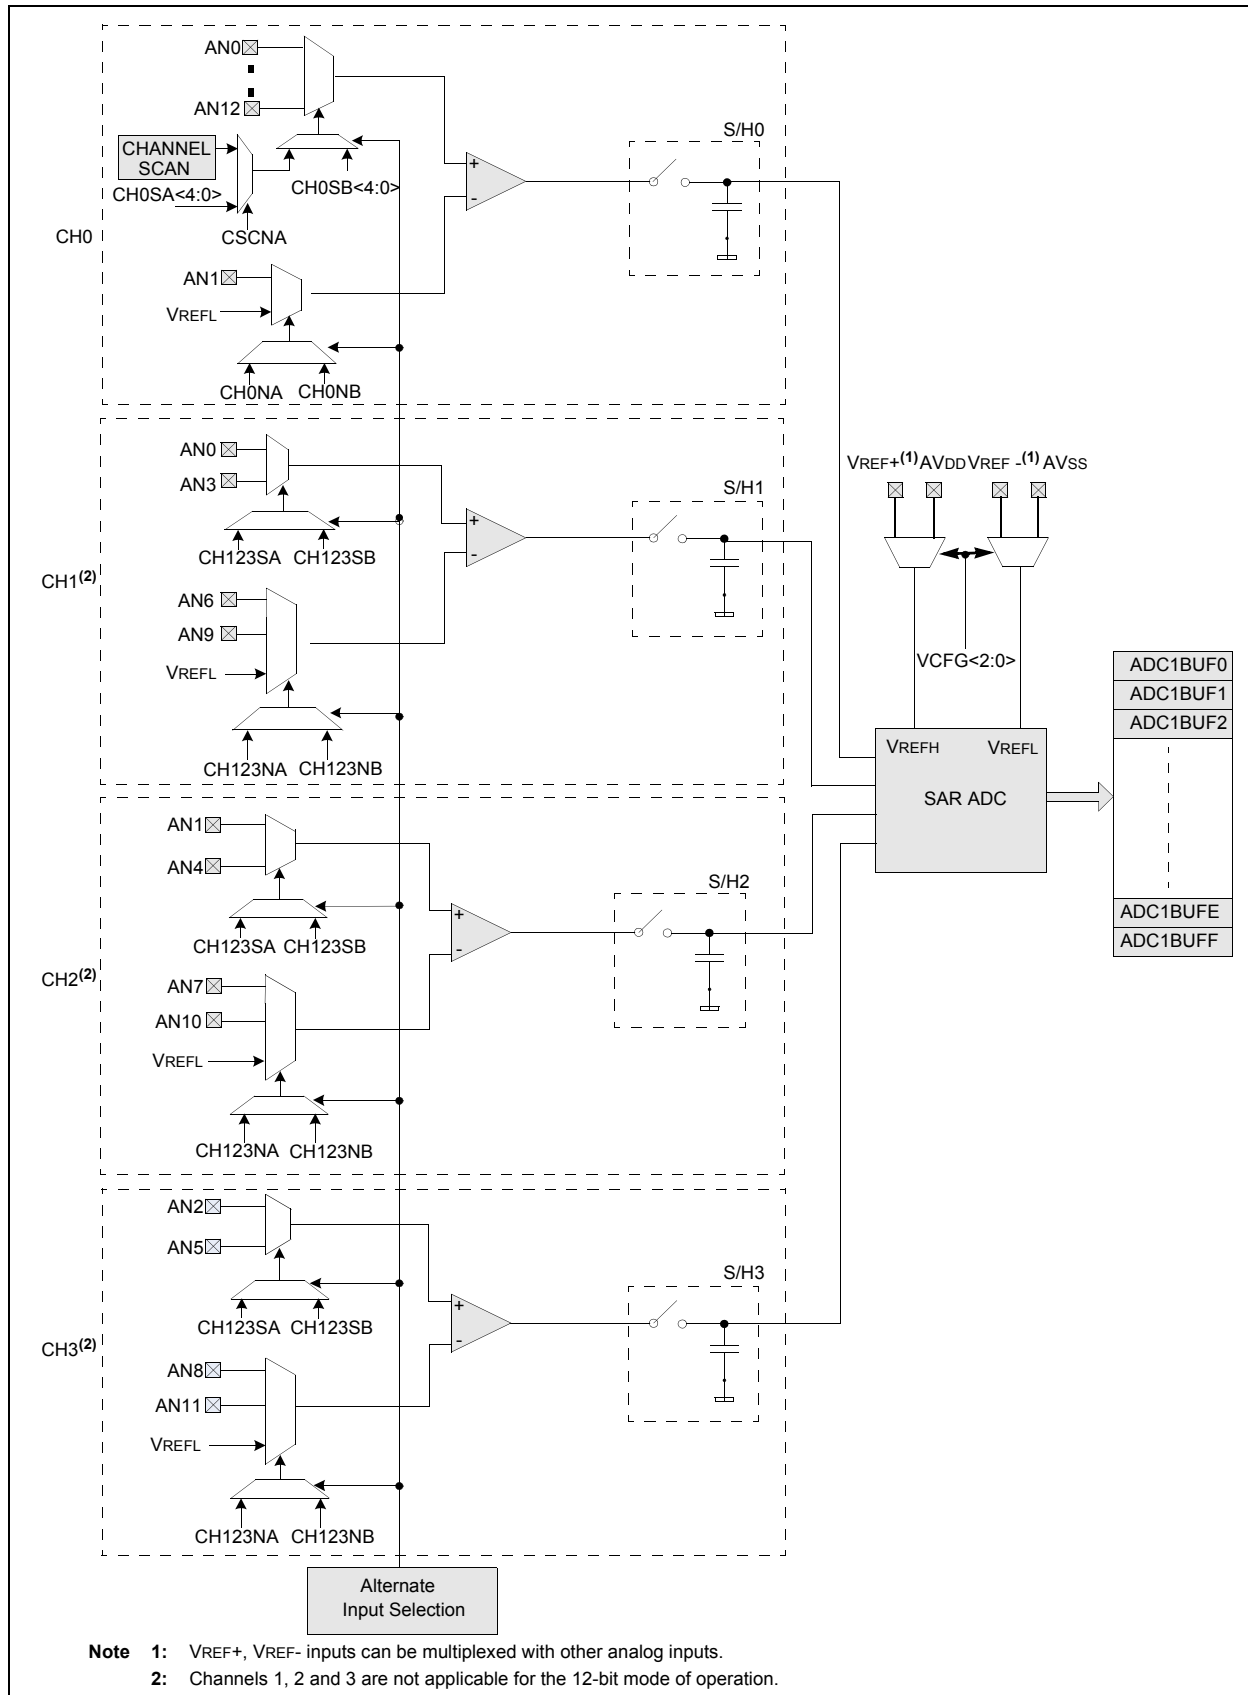 AN0
AN12
CHANNEL
SCAN
CH0SA<4:0>
CH0SB<4:0>
CSCNA
CH0
AN1
VREFL
CH0NA CH0NB
+
-
S/H0
AN0
AN3
CH123SA CH123SB
CH1(2)
AN6
AN9
VREFL
CH123NA CH123NB
+
-
S/H1
VREF+(1) AVDD VREF -(1) AVSS
VCFG<2:0>
VREFH VREFL
SAR ADC
ADC1BUF0
ADC1BUF1
ADC1BUF2
ADC1BUFE
ADC1BUFF
AN1
AN4
CH123SA CH123SB
CH2(2)
AN7
AN10
VREFL
CH123NA CH123NB
+
-
S/H2
AN2
AN5
CH123SA CH123SB
CH3(2)
AN8
AN11
VREFL
CH123NA CH123NB
+
-
S/H3
Alternate
Input Selection
Note 1: VREF+, VREF- inputs can be multiplexed with other analog inputs.
2: Channels 1, 2 and 3 are not applicable for the 12-bit mode of operation.